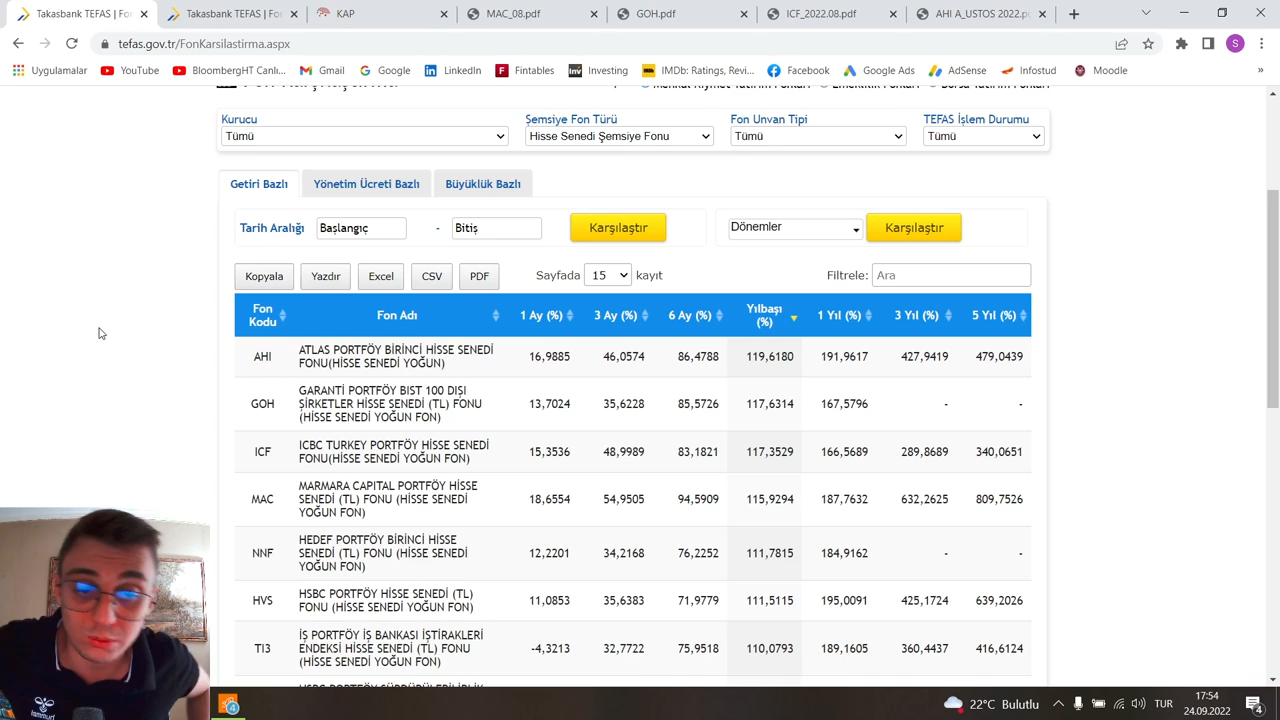 Takasbank TEFAS | Fo
Takasbank TEFAS | Fo
KAP
MAC_08.pdf
GOH.pdf
ICF_2022.08.pdf
AHI A_USTOS 2022.p
tefas.gov.tr/FonKarsilastirma.aspx
S
Uygulamalar
YouTube
BloombergHT Canlı...
Gmail
Google
LinkedIn
Fintables
Investing
IMDb: Ratings, Revi...
Facebook
Google Ads
AdSense
Infostud
Moodle
»
Kurucu
Şemsiye Fon Türü
Fon Unvan Tipi
TEFAS İşlem Durumu
Tümü
Hisse Senedi Şemsiye Fonu
Tümü
Tümü
Getiri Bazlı
Yönetim Ücreti Bazlı
Büyüklük Bazlı
Tarih Aralığı
Başlangıç
-
Bitiş
Karşılaştır
Dönemler
Karşılaştır
Kopyala
Yazdır
Excel
CSV
PDF
Sayfada 15 kayıt
Filtrele: Ara
Fon Kodu
Fon Adı
1 Ay (%)
3 Ay (%)
6 Ay (%)
Yılbaşı (%)
1 Yıl (%)
3 Yıl (%)
5 Yıl (%)
AHI
ATLAS PORTFÖY BİRİNCİ HİSSE SENEDİ
FONU(HİSSE SENEDİ YOĞUN)
16,9885 46,0574 86,4788 119,6180 191,9617 427,9419 479,0439
GOH
GARANTİ PORTFÖY BIST 100 DIŞI
ŞİRKETLER HİSSE SENEDİ (TL) FONU
(HİSSE SENEDİ YOĞUN FON)
13,7024 35,6228 85,5726 117,6314 167,5796 - -
ICF
ICBC TURKEY PORTFÖY HİSSE SENEDİ
FONU(HİSSE SENEDİ YOĞUN FON)
15,3536 48,9989 83,1821 117,3529 166,5689 289,8689 340,0651
MAC
MARMARA CAPITAL PORTFÖY HİSSE
SENEDİ (TL) FONU (HİSSE SENEDİ
YOĞUN FON)
18,6554 54,9505 94,5909 115,9294 187,7632 632,2625 809,7526
NNF
HEDEF PORTFÖY BİRİNCİ HİSSE
SENEDİ (TL) FONU (HİSSE SENEDİ
YOĞUN FON)
12,2201 34,2168 76,2252 111,7815 184,9162 - -
HVS
HSBC PORTFÖY HİSSE SENEDİ (TL)
FONU (HİSSE SENEDİ YOĞUN FON)
11,0853 35,6383 71,9779 111,5115 195,0091 425,1724 639,2026
TI3
İŞ PORTFÖY İŞ BANKASI İŞTİRAKLERİ
ENDEKSİ HİSSE SENEDİ (TL) FONU
(HİSSE SENEDİ YOĞUN FON)
-4,3213 32,7722 75,9518 110,0793 189,1605 360,4437 416,6124
4
22°C Bulutlu
TUR
17:54
24.09.2022
4